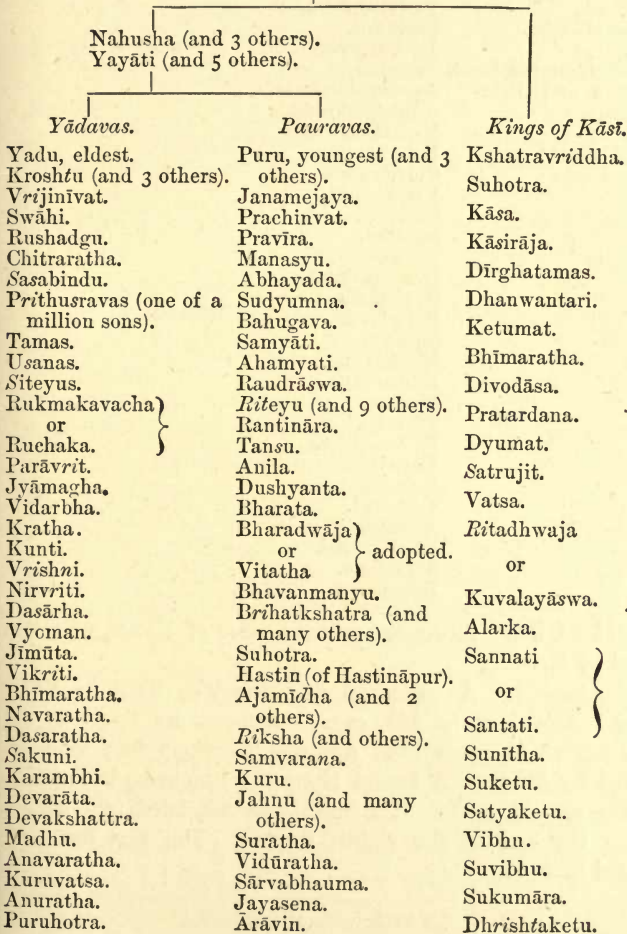 Nahusha (and 3 others).
Yayāti (and 5 others).
Yādavas.
Yadu, eldest.
Kroshtu (and 3 others).
Vrijinīvat.
Swāhi.
Rushadgu.
Chitraratha.
Sasabindu.
Prithusravas (one of a
million sons).
Tamas.
Usanas.
Siteyus.
Rukmakavacha
or
Ruchaka.
Parāvrit.
Jyāmagha.
Vidarbha.
Kratha.
Kunti.
Vrishni.
Nirvriti.
Dasārha.
Vyoman.
Jīmūta.
Vikriti.
Bhīmaratha.
Navaratha.
Dasaratha.
Sakuni.
Karambhi.
Devarāta.
Devakshattra.
Madhu.
Anavaratha.
Kuruvatsa.
Anuratha.
Puruhotra.
Pauravas.
Puru, youngest (and 3
others).
Janamejaya.
Prachinvat.
Pravīra.
Manasyu.
Abhayada.
Sudyumna.
Bahugava.
Samyāti.
Ahamyati.
Raudrāswa.
Riteyu (and 9 others).
Rantināra.
Tansu.
Anila.
Dushyanta.
Bharata.
Bharadwāja
or adopted.
Vitatha
Bhavanmanyu.
Brihatkshatra (and
many others).
Suhotra.
Hastin (of Hastināpur).
Ajamīdha (and 2
others).
Riksha (and others).
Samvarana.
Kuru.
Jahnu (and many
others).
Suratha.
Vidūratha.
Sārvabhauma.
Jayasena.
Ārāvin.
Kings of Kāsī.
Kshatravriddha.
Suhotra.
Kāsa.
Kāsirāja.
Dīrghatamas.
Dhanwantari.
Ketumat.
Bhīmaratha.
Divodāsa.
Pratardana.
Dyumat.
Satrujit.
Vatsa.
Ritadhwaja
or
Kuvalayāswa.
Alarka.
Sannati
or
Santati.
Sunītha.
Suketu.
Satyaketu.
Vibhu.
Suvibhu.
Sukumāra.
Dhrishtaketu.